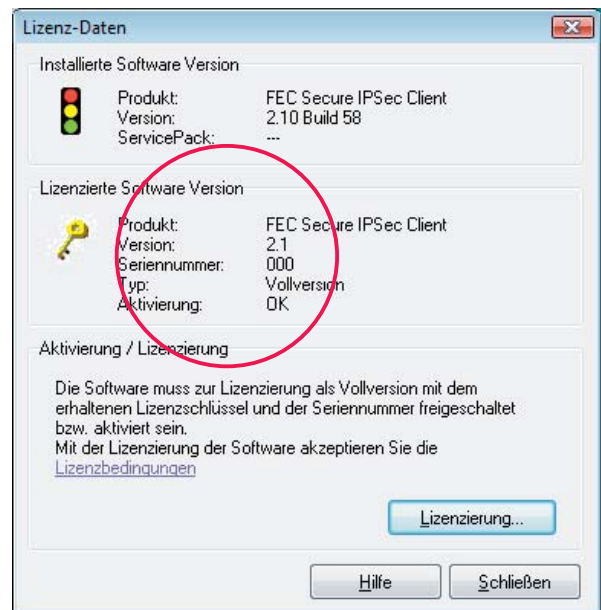 Lizenz-Daten
Installierte Software Version
Produkt: FEC Secure IPSec Client
Version: 2.10 Build 58
ServicePack: ---
Lizenzierte Software Version
Produkt: FEC Secure IPSec Client
Version: 2.1
Seriennummer: 000
Typ: Vollversion
Aktivierung: OK
Aktivierung / Lizenzierung
Die Software muss zur Lizenzierung als Vollversion mit dem
erhaltenen Lizenzschlüssel und der Seriennummer freigeschaltet
bzw. aktiviert sein.
Mit der Lizenzierung der Software akzeptieren Sie die
Lizenzbedingungen
Lizenzierung...
Hilfe
Schließen